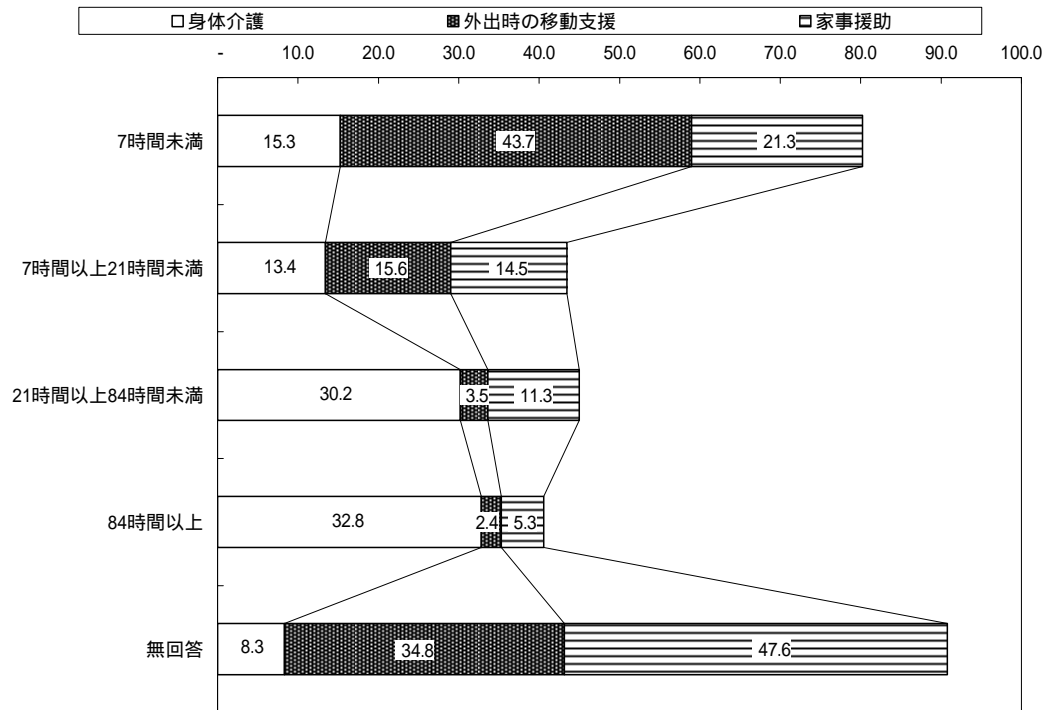 身体介護 外出時の移動支援 家事援助
- 10.0 20.0 30.0 40.0 50.0 60.0 70.0 80.0 90.0 100.0
7時間未満 15.3 43.7 21.3
7時間以上21時間未満 13.4 15.6 14.5
21時間以上84時間未満 30.2 3.5 11.3
84時間以上 32.8 2.4 5.3
無回答 8.3 34.8 47.6